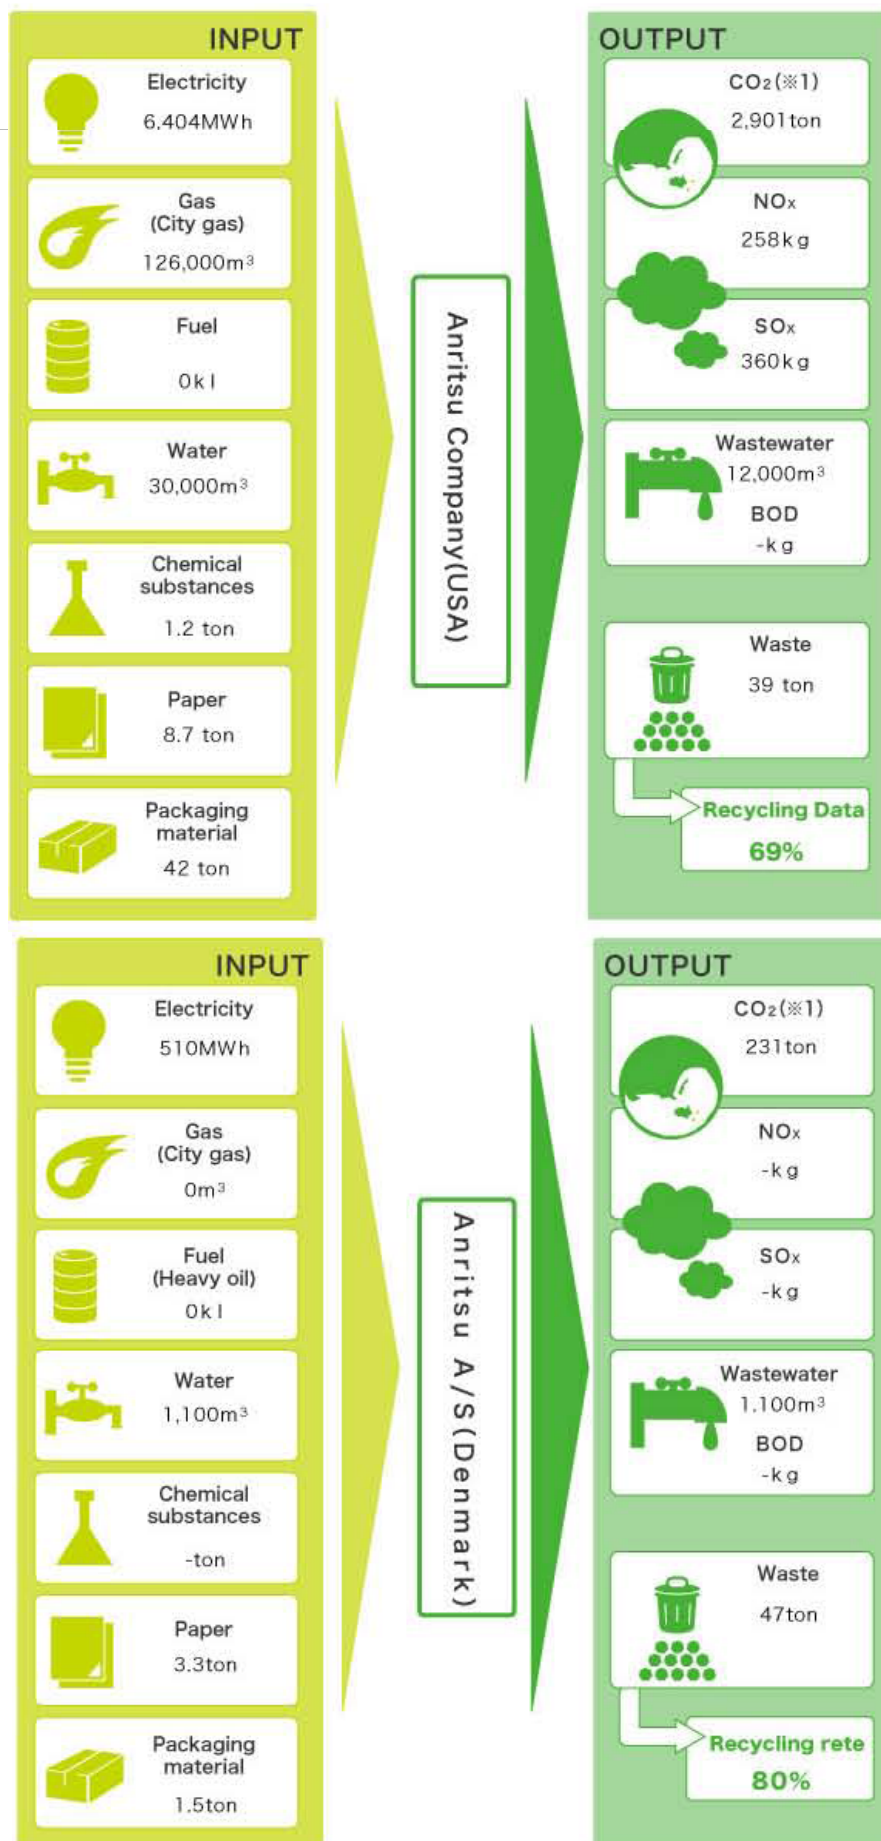 INPUT
Electricity
6,404MWh
Gas
(City gas)
126,000m³
Fuel
0kl
Water
30,000m³
Chemical
substances
1.2 ton
Paper
8.7 ton
Packaging
material
42 ton
Anritsu Company(USA)
OUTPUT
CO₂(※1)
2,901ton
NOx
258kg
SOx
360kg
Wastewater
12,000m³
BOD
-kg
Waste
39 ton
Recycling Data
69%
INPUT
Electricity
510MWh
Gas
(City gas)
0m³
Fuel
(Heavy oil)
0kl
Water
1,100m³
Chemical
substances
-ton
Paper
3.3ton
Packaging
material
1.5ton
Anritsu A/S(Denmark)
OUTPUT
CO₂(※1)
231ton
NOx
-kg
SOx
-kg
Wastewater
1,100m³
BOD
-kg
Waste
47ton
Recycling rete
80%